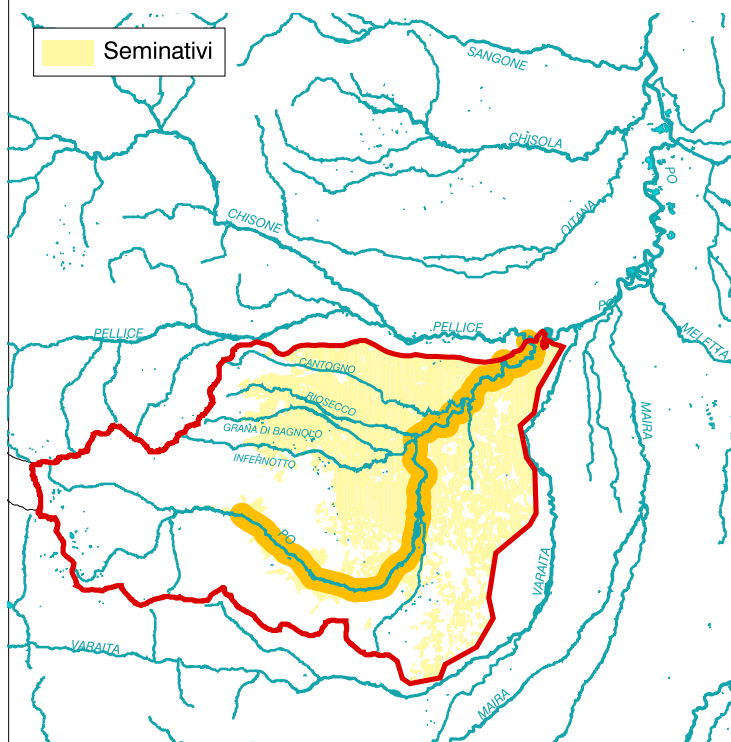 Seminativi
SANGONE
CHISOLA
PO
OITANA
CHISONE
PO
PELLICE
PELLICE
MELETTA
CANTOGNO
RIOSECCO
MAIRA
GRANA DI BAGNOLO
INFERNOTTO
PO
VARAITA
VARAITA
MAIRA